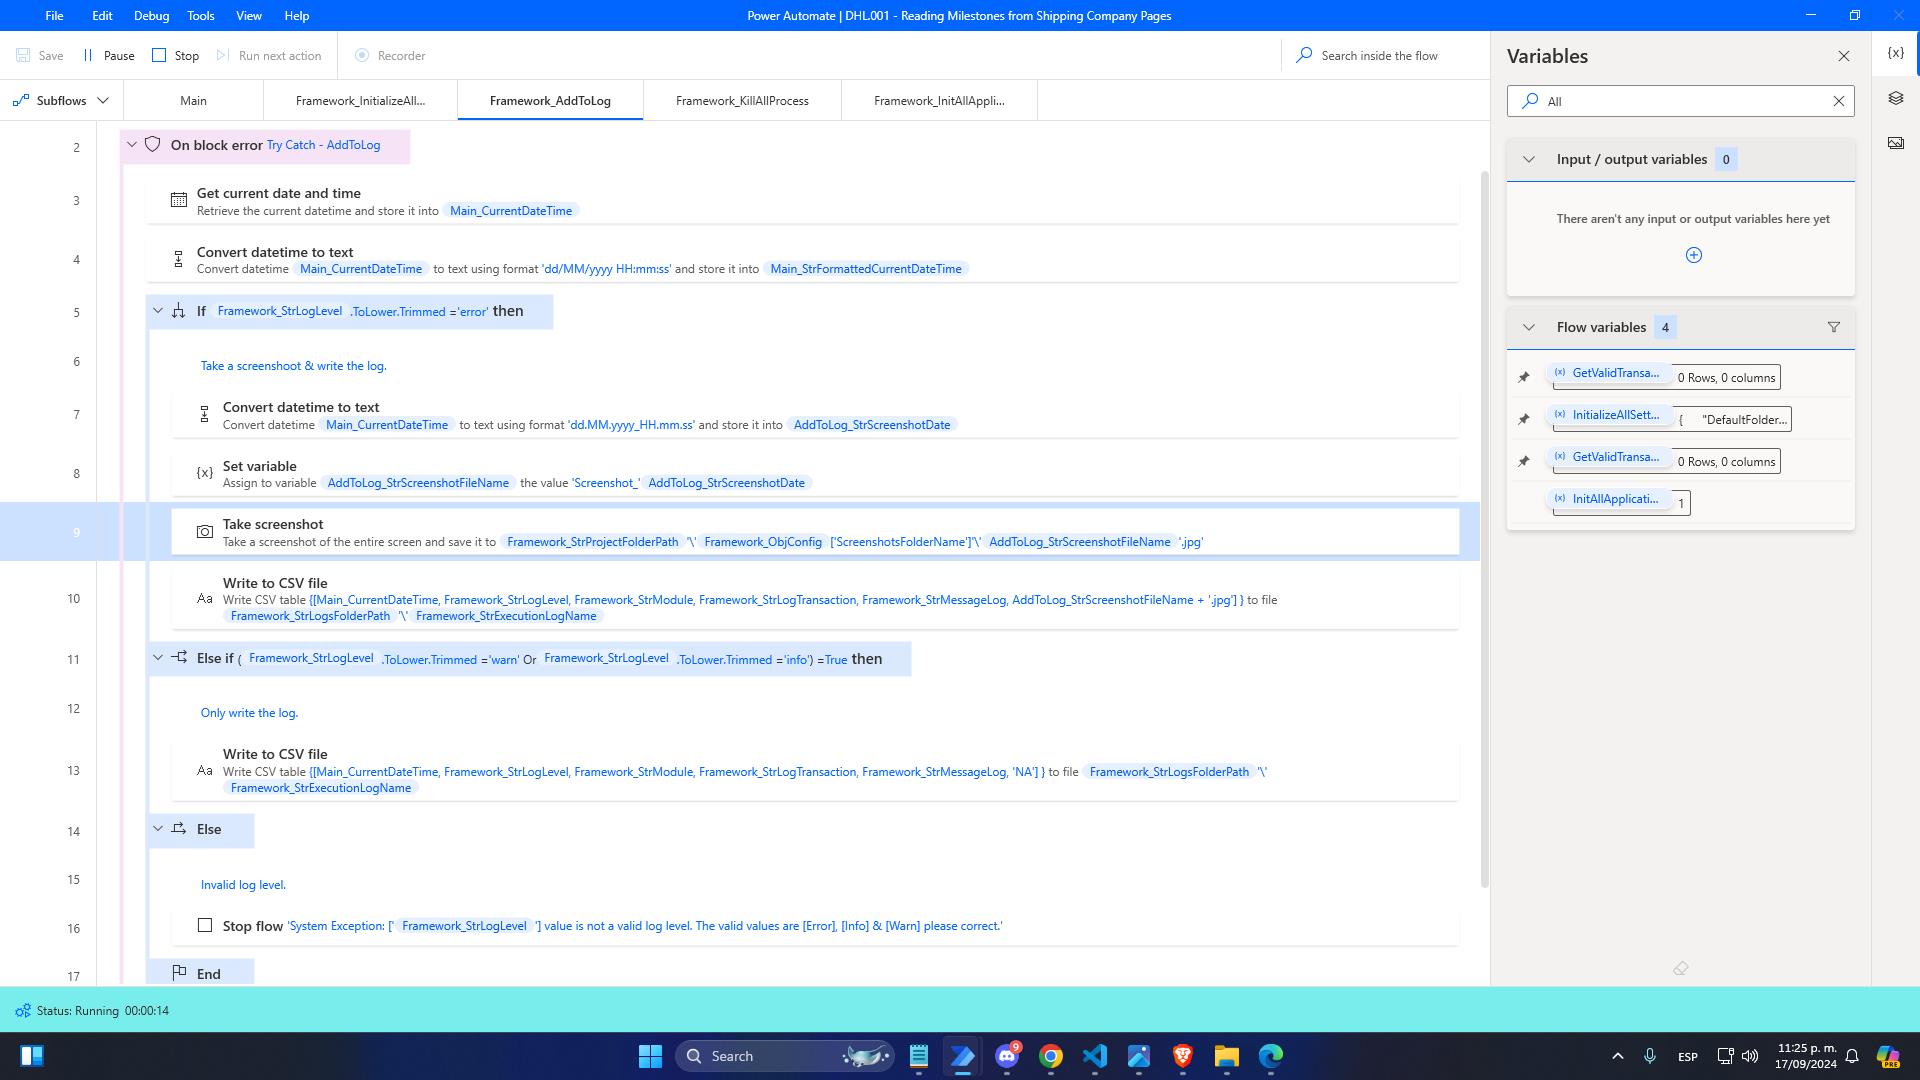 File Edit Debug Tools View Help
Power Automate | DHL.001 - Reading Milestones from Shipping Company Pages
Save Pause Stop Run next action Recorder
Search inside the flow
Subflows Main Framework_InitializeAll... Framework_AddToLog Framework_KillAllProcess Framework_InitAllAppli...
2 On block error Try Catch - AddToLog
3 Get current date and time
Retrieve the current datetime and store it into Main_CurrentDateTime
4 Convert datetime to text
Convert datetime Main_CurrentDateTime to text using format 'dd/MM/yyyy HH:mm:ss' and store it into Main_StrFormattedCurrentDateTime
5 If Framework_StrLogLevel .ToLower.Trimmed ='error' then
6 Take a screenshoot & write the log.
7 Convert datetime to text
Convert datetime Main_CurrentDateTime to text using format 'dd.MM.yyyy_HH.mm.ss' and store it into AddToLog_StrScreenshotDate
8 Set variable
Assign to variable AddToLog_StrScreenshotFileName the value 'Screenshot_' AddToLog_StrScreenshotDate
9 Take screenshot
Take a screenshot of the entire screen and save it to Framework_StrProjectFolderPath '\' Framework_ObjConfig ['ScreenshotsFolderName']'\' AddToLog_StrScreenshotFileName '.jpg'
10 Aa Write to CSV file
Write CSV table {[Main_CurrentDateTime, Framework_StrLogLevel, Framework_StrModule, Framework_StrLogTransaction, Framework_StrMessageLog, AddToLog_StrScreenshotFileName + '.jpg'] } to file
Framework_StrLogsFolderPath '\' Framework_StrExecutionLogName
11 Else if ( Framework_StrLogLevel .ToLower.Trimmed ='warn' Or Framework_StrLogLevel .ToLower.Trimmed ='info') =True then
12 Only write the log.
13 Aa Write to CSV file
Write CSV table {[Main_CurrentDateTime, Framework_StrLogLevel, Framework_StrModule, Framework_StrLogTransaction, Framework_StrMessageLog, 'NA'] } to file Framework_StrLogsFolderPath '\'
Framework_StrExecutionLogName
14 Else
15 Invalid log level.
16 Stop flow 'System Exception: [' Framework_StrLogLevel '] value is not a valid log level. The valid values are [Error], [Info] & [Warn] please correct.'
17 End
Variables
{x}
All
Input / output variables 0
There aren't any input or output variables here yet
Flow variables 4
(x) GetValidTransa... 0 Rows, 0 columns
(x) InitializeAllSett... { "DefaultFolder...
(x) GetValidTransa... 0 Rows, 0 columns
(x) InitAllApplicati... 1
Status: Running 00:00:14
Search
9
ESP
11:25 p. m.
17/09/2024
PRE